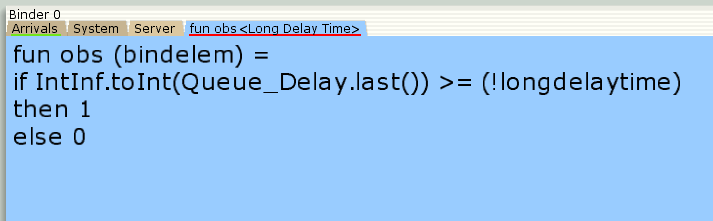 Binder 0
Arrivals System Server fun obs <Long Delay Time>
fun obs (bindelem) =
if IntInf.toInt(Queue_Delay.last()) >= (!longdelaytime)
then 1
else 0